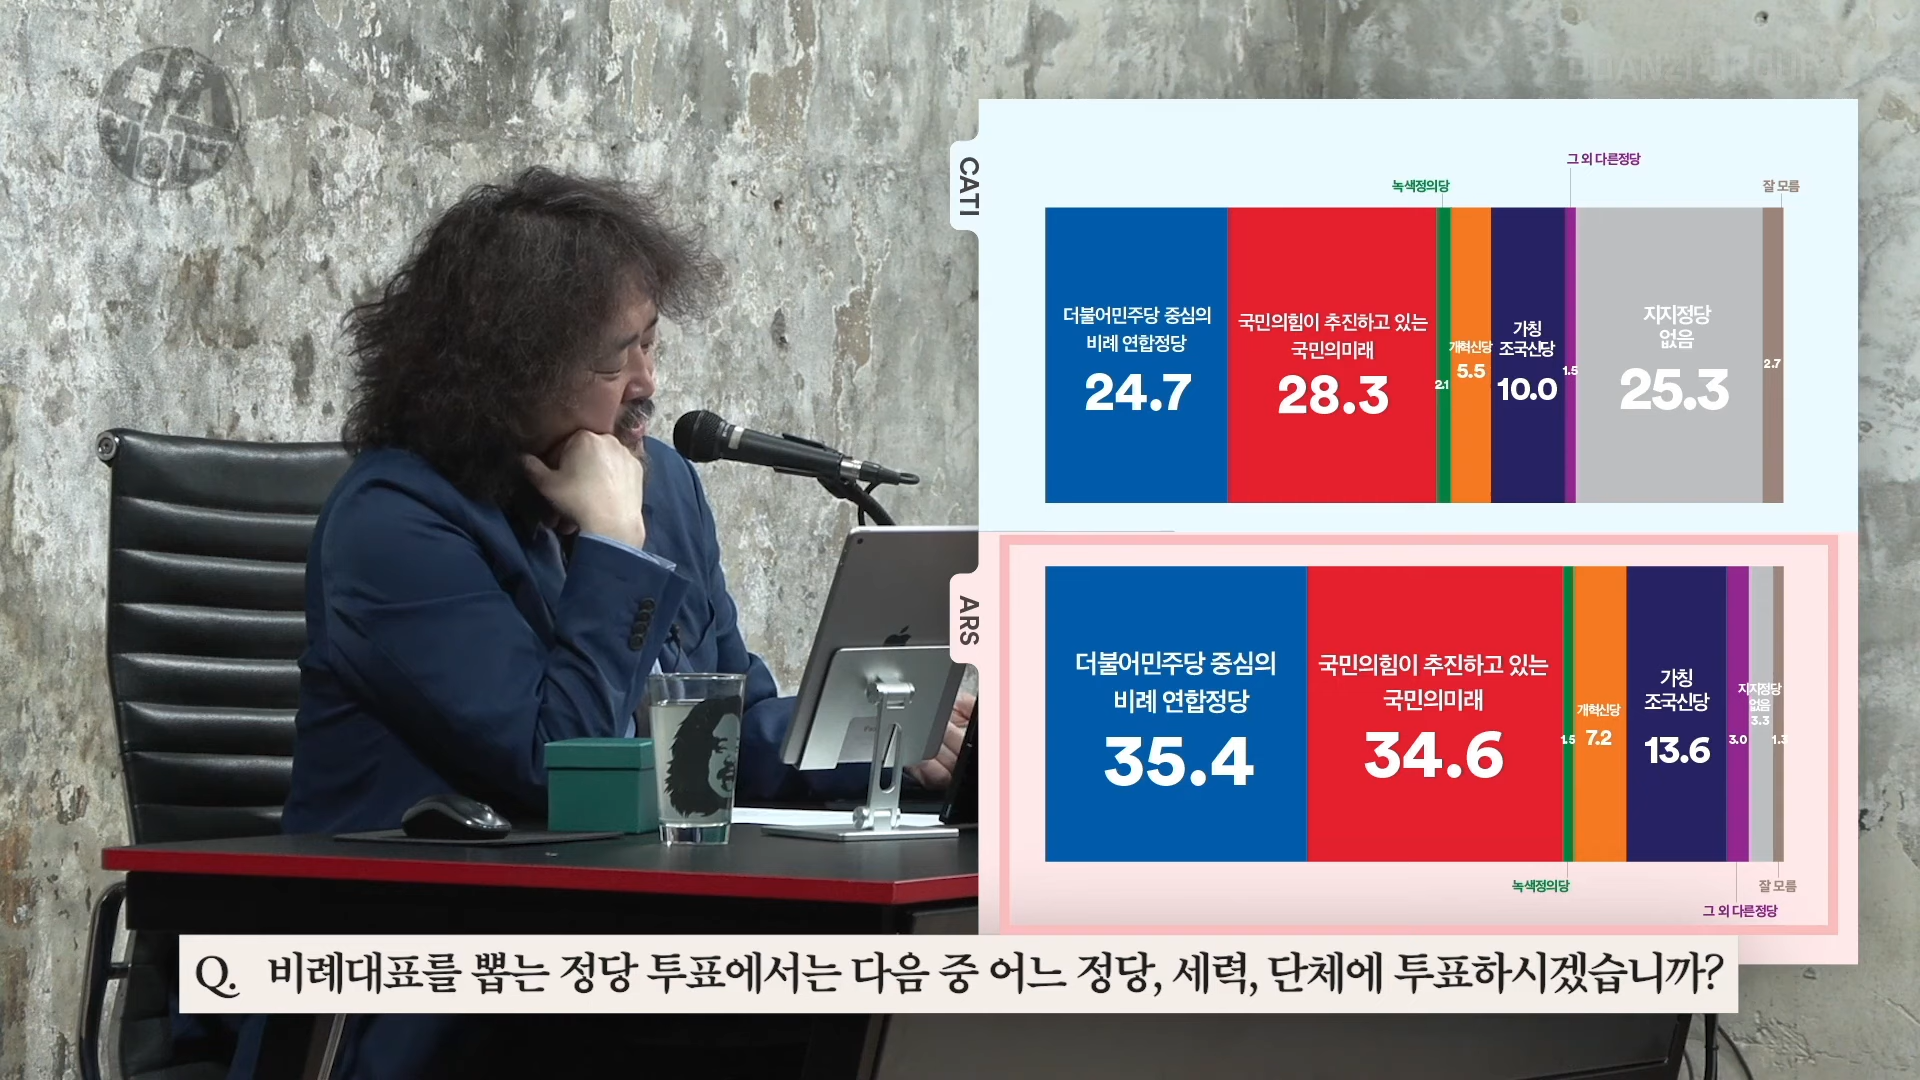 CATI
그 외 다른정당
녹색정의당
잘 모름
더불어민주당 중심의
비례 연합정당
24.7
국민의힘이 추진하고 있는
국민의미래
28.3
2.1
개혁신당
5.5
가칭
조국신당
10.0
1.5
지지정당
없음
25.3
2.7
ARS
더불어민주당 중심의
비례 연합정당
35.4
국민의힘이 추진하고 있는
국민의미래
34.6
1.5
개혁신당
7.2
가칭
조국신당
13.6
3.0
지지정당
없음
3.3
1.3
녹색정의당
잘 모름
그 외 다른정당
Q. 비례대표를 뽑는 정당 투표에서는 다음 중 어느 정당, 세력, 단체에 투표하시겠습니까?